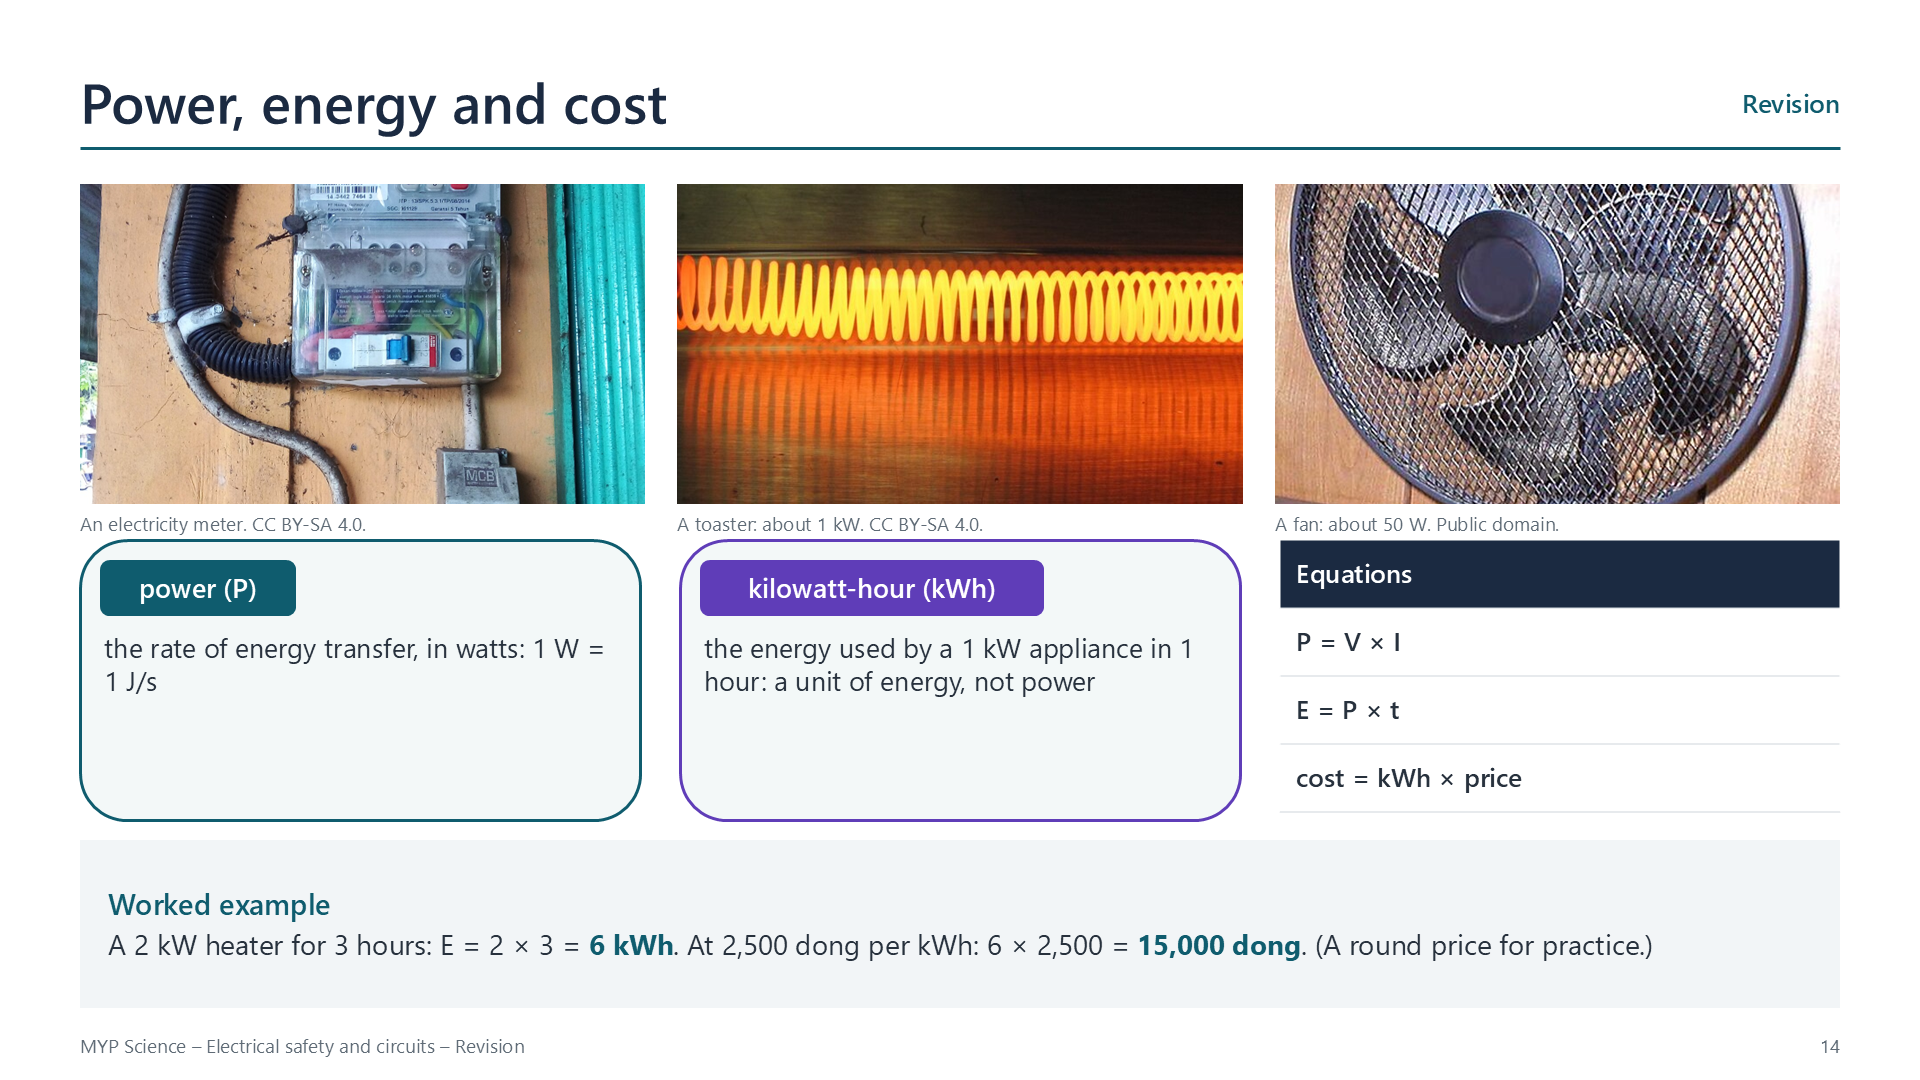 Power, energy and cost
Revision
MCB
An electricity meter. CC BY-SA 4.0.
A toaster: about 1 kW. CC BY-SA 4.0.
A fan: about 50 W. Public domain.
power (P)
the rate of energy transfer, in watts: 1 W =
1 J/s
kilowatt-hour (kWh)
the energy used by a 1 kW appliance in 1
hour: a unit of energy, not power
Equations
P = V × I
E = P × t
cost = kWh × price
Worked example
A 2 kW heater for 3 hours: E = 2 × 3 = 6 kWh. At 2,500 dong per kWh: 6 × 2,500 = 15,000 dong. (A round price for practice.)
MYP Science – Electrical safety and circuits – Revision
14